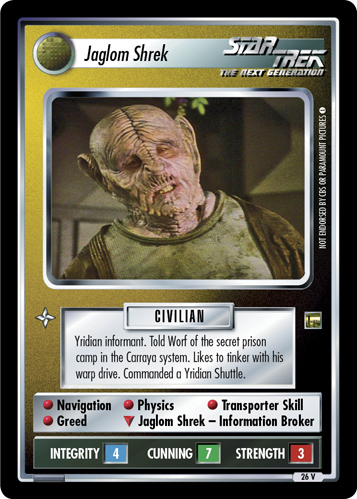 Jaglom Shrek
STAR TREK
THE NEXT GENERATION
NOT ENDORSED BY CBS OR PARAMOUNT PICTURES
CIVILIAN
Yridian informant. Told Worf of the secret prison
camp in the Carraya system. Likes to tinker with his
warp drive. Commanded a Yridian Shuttle.
Navigation Physics Transporter Skill
Greed Jaglom Shrek – Information Broker
INTEGRITY 4 CUNNING 7 STRENGTH 3
26 V